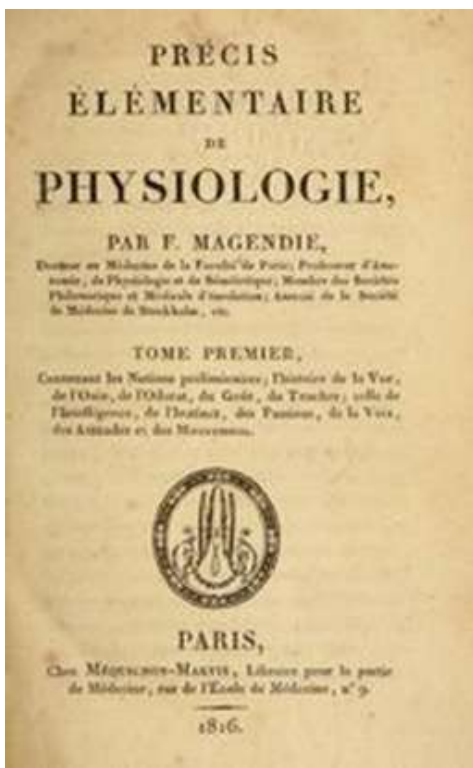 PRÉCIS
ÉLÉMENTAIRE
DE
PHYSIOLOGIE,
PAR F. MAGENDIE,
Docteur en Médecine de la Faculté de Paris; Professeur d'Ana-
tomie, de Physiologie et de Séméiotique; Membre des Sociétés
Philomatique et Médicale d'émulation; Associé de la Société
de Médecine de Stockholm, etc.
TOME PREMIER,
Contenant les Notions préliminaires; l'histoire de la Vue,
de l'Ouïe, de l'Odorat, du Goût, du Toucher; celle de
l'Intelligence, de l'Instinct, des Passions, de la Voix,
des Attitudes et des Mouvemens.
PARIS,
Chez MÉQUIGNON-MARVIS, Libraire pour la partie
de Médecine, rue de l'École de Médecine, n° 9.
1816.